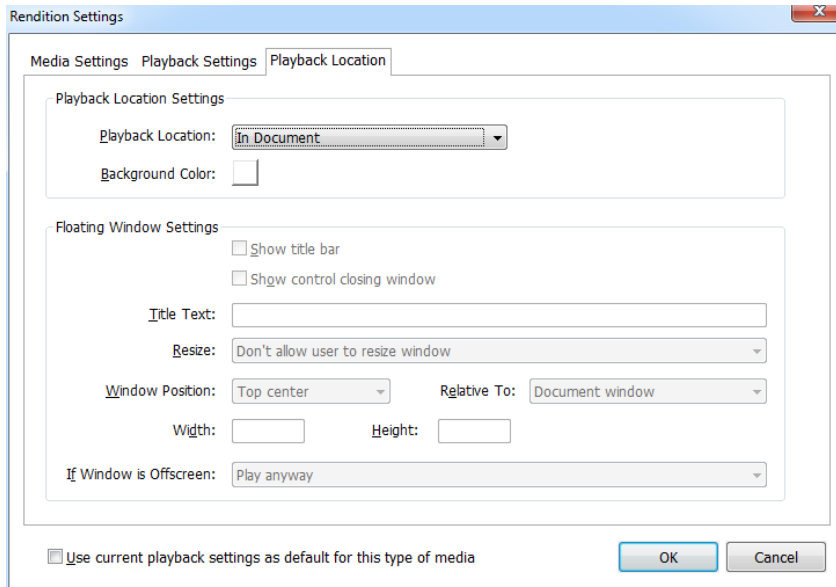 Rendition Settings
Media Settings Playback Settings Playback Location
Playback Location Settings
Playback Location: In Document
Background Color:
Floating Window Settings
Show title bar
Show control closing window
Title Text:
Resize: Don't allow user to resize window
Window Position: Top center Relative To: Document window
Width: Height:
If Window is Offscreen: Play anyway
Use current playback settings as default for this type of media OK Cancel